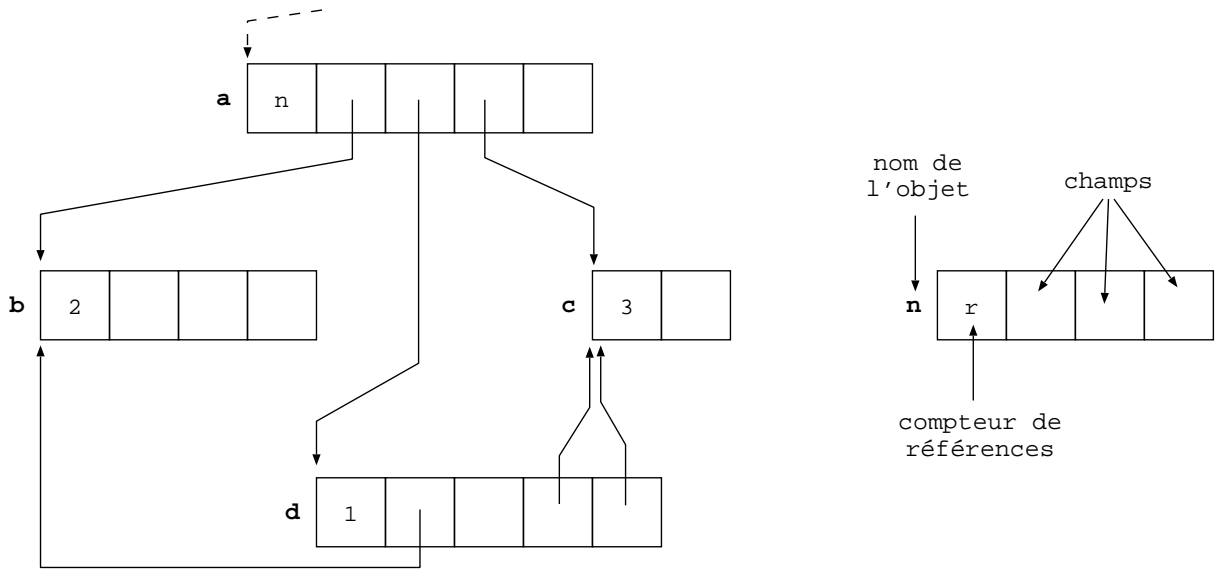 a
n
b
2
c
3
d
1
nom de
l'objet
champs
n
r
compteur de
références